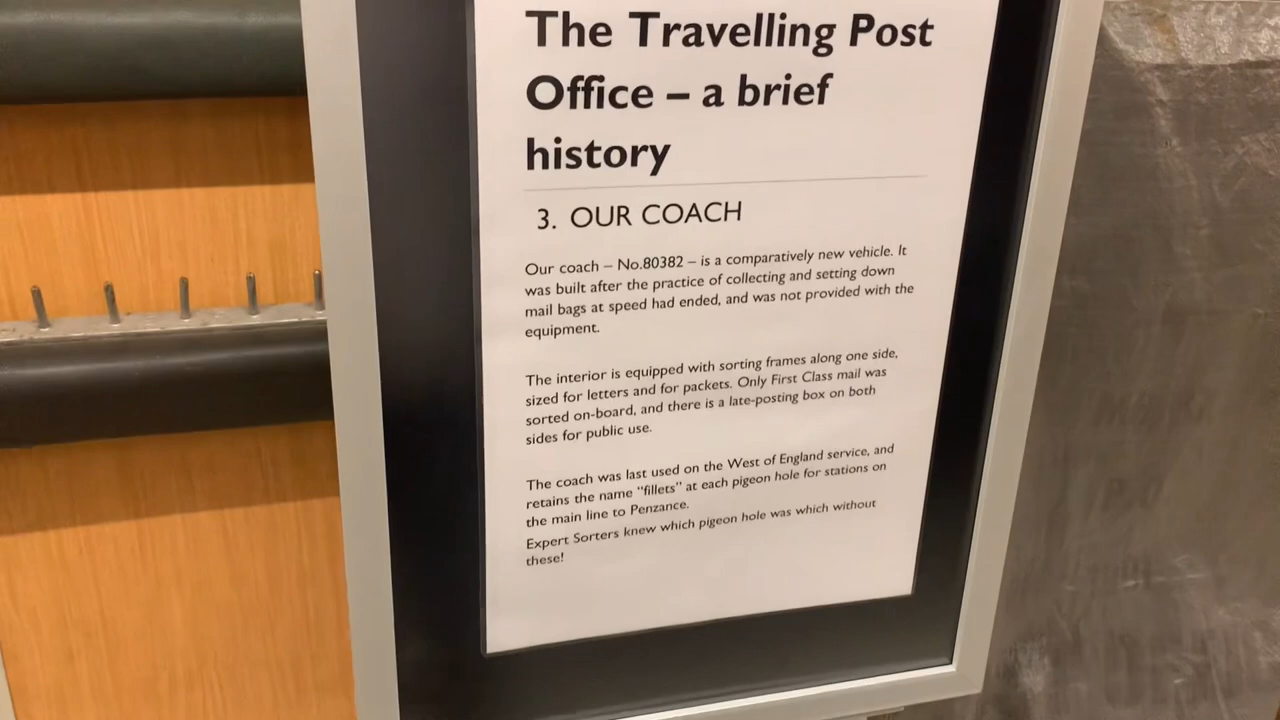 The Travelling Post
Office – a brief
history
3. OUR COACH
Our coach – No.80382 – is a comparatively new vehicle. It
was built after the practice of collecting and setting down
mail bags at speed had ended, and was not provided with the
equipment.
The interior is equipped with sorting frames along one side,
sized for letters and for packets. Only First Class mail was
sorted on-board, and there is a late-posting box on both
sides for public use.
The coach was last used on the West of England service, and
retains the name "fillets" at each pigeon hole for stations on
the main line to Penzance.
Expert Sorters knew which pigeon hole was which without
these!